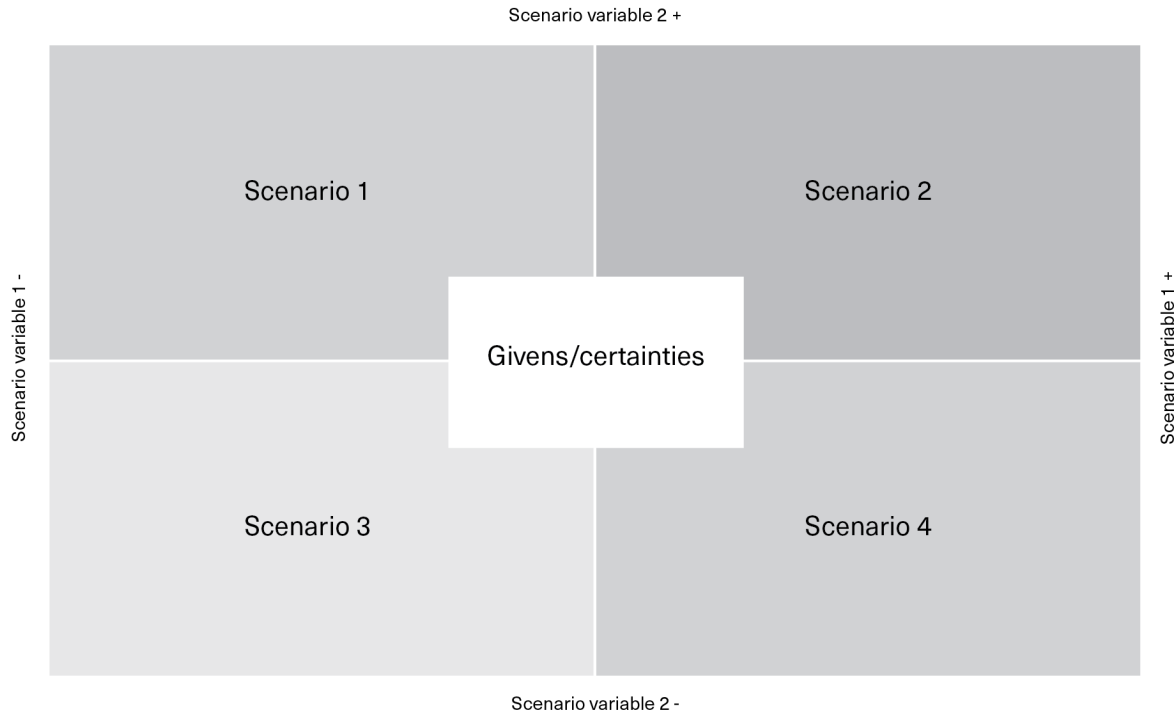 Scenario variable 2 +
Scenario 1
Scenario 2
Scenario variable 1 -
Givens/certainties
Scenario variable 1 +
Scenario 3
Scenario 4
Scenario variable 2 -